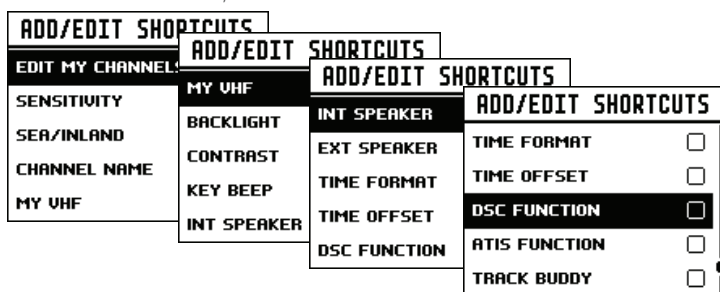 ADD/EDIT SHORTCUTS
EDIT MY CHANNELS
SENSITIVITY
SEA/INLAND
CHANNEL NAME
MY VHF
ADD/EDIT SHORTCUTS
MY VHF
BACKLIGHT
CONTRAST
KEY BEEP
INT SPEAKER
ADD/EDIT SHORTCUTS
INT SPEAKER
EXT SPEAKER
TIME FORMAT
TIME OFFSET
DSC FUNCTION
ADD/EDIT SHORTCUTS
TIME FORMAT
TIME OFFSET
DSC FUNCTION
ATIS FUNCTION
TRACK BUDDY